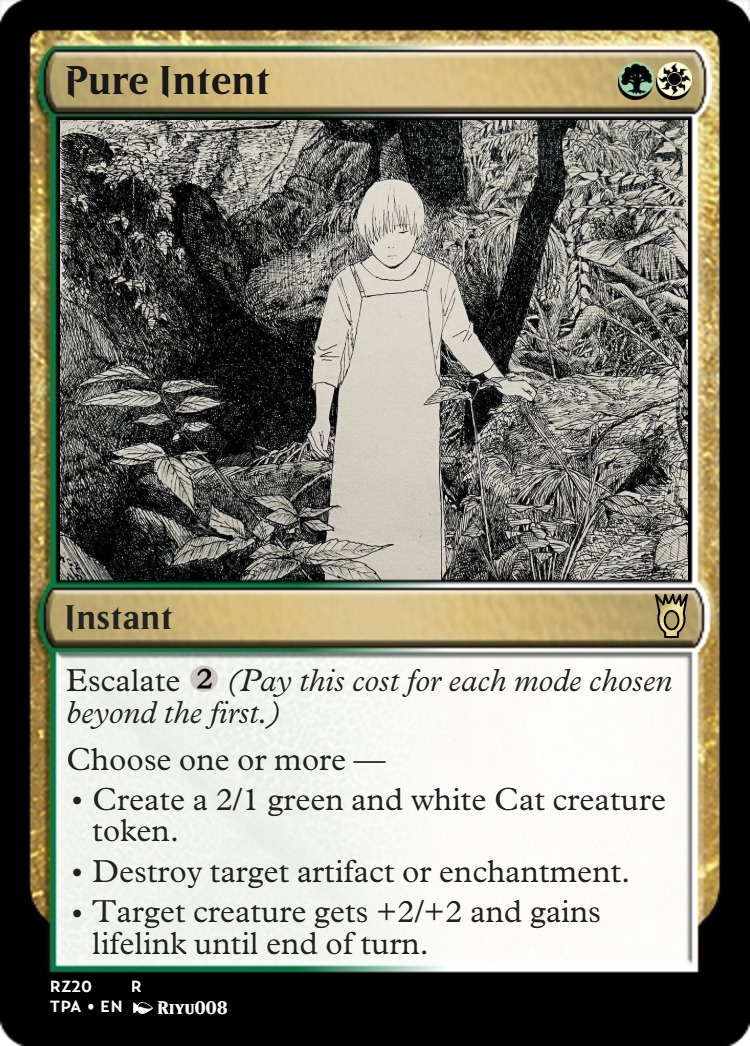 Pure Intent
Instant
Escalate 2 (Pay this cost for each mode chosen
beyond the first.)
Choose one or more —
• Create a 2/1 green and white Cat creature
token.
• Destroy target artifact or enchantment.
• Target creature gets +2/+2 and gains
lifelink until end of turn.
RZ20 R
TPA • EN Riyu008